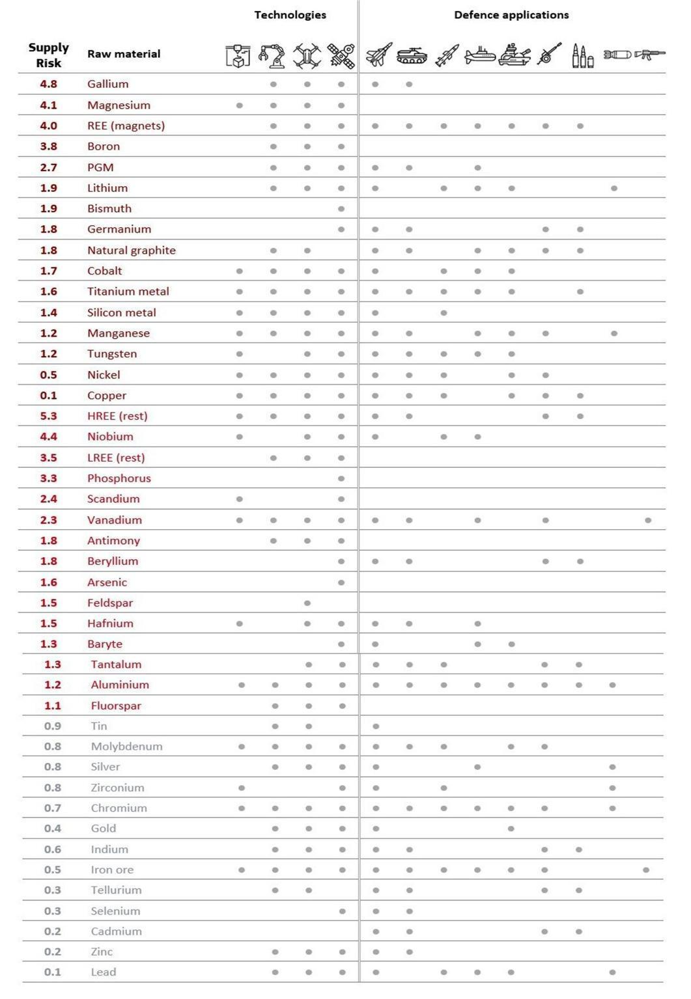 Technologies Defence applications
Supply Risk Raw material
4.8 Gallium
4.1 Magnesium
4.0 REE (magnets)
3.8 Boron
2.7 PGM
1.9 Lithium
1.9 Bismuth
1.8 Germanium
1.8 Natural graphite
1.7 Cobalt
1.6 Titanium metal
1.4 Silicon metal
1.2 Manganese
1.2 Tungsten
0.5 Nickel
0.1 Copper
5.3 HREE (rest)
4.4 Niobium
3.5 LREE (rest)
3.3 Phosphorus
2.4 Scandium
2.3 Vanadium
1.8 Antimony
1.8 Beryllium
1.6 Arsenic
1.5 Feldspar
1.5 Hafnium
1.3 Baryte
1.3 Tantalum
1.2 Aluminium
1.1 Fluorspar
0.9 Tin
0.8 Molybdenum
0.8 Silver
0.8 Zirconium
0.7 Chromium
0.4 Gold
0.6 Indium
0.5 Iron ore
0.3 Tellurium
0.3 Selenium
0.2 Cadmium
0.2 Zinc
0.1 Lead